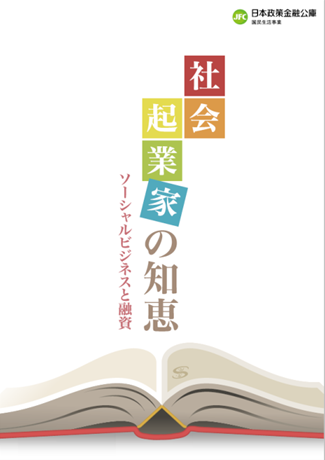 JFC 日本政策金融公庫
国民生活事業
社会
起業家の知恵
ソーシャルビジネスと融資